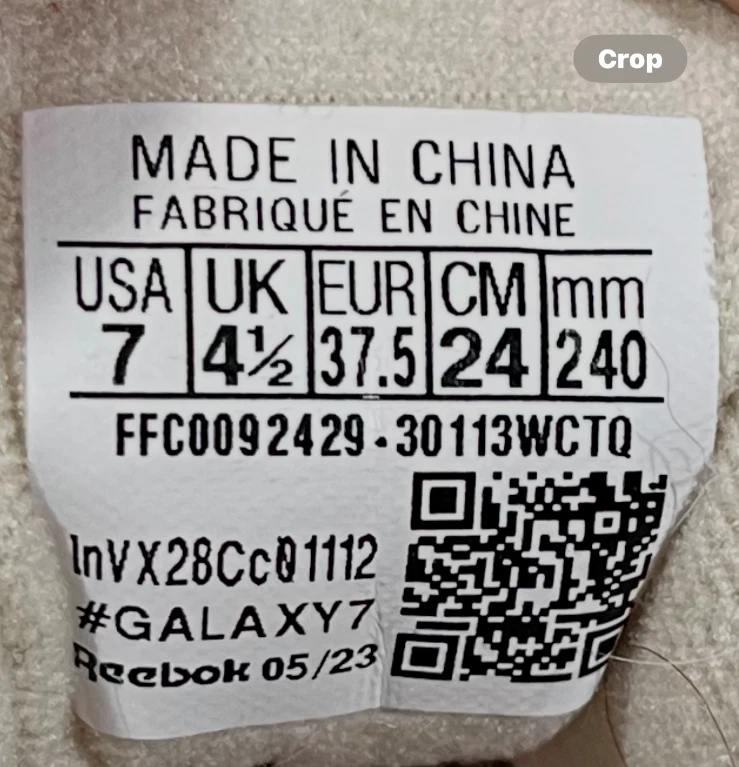 Crop
MADE IN CHINA
FABRIQUÉ EN CHINE
USA UK EUR CM mm
7 4½ 37.5 24 240
FFC0092429-30113WCTQ
InVX28Cc01112
#GALAXY7
Reebok 05/23